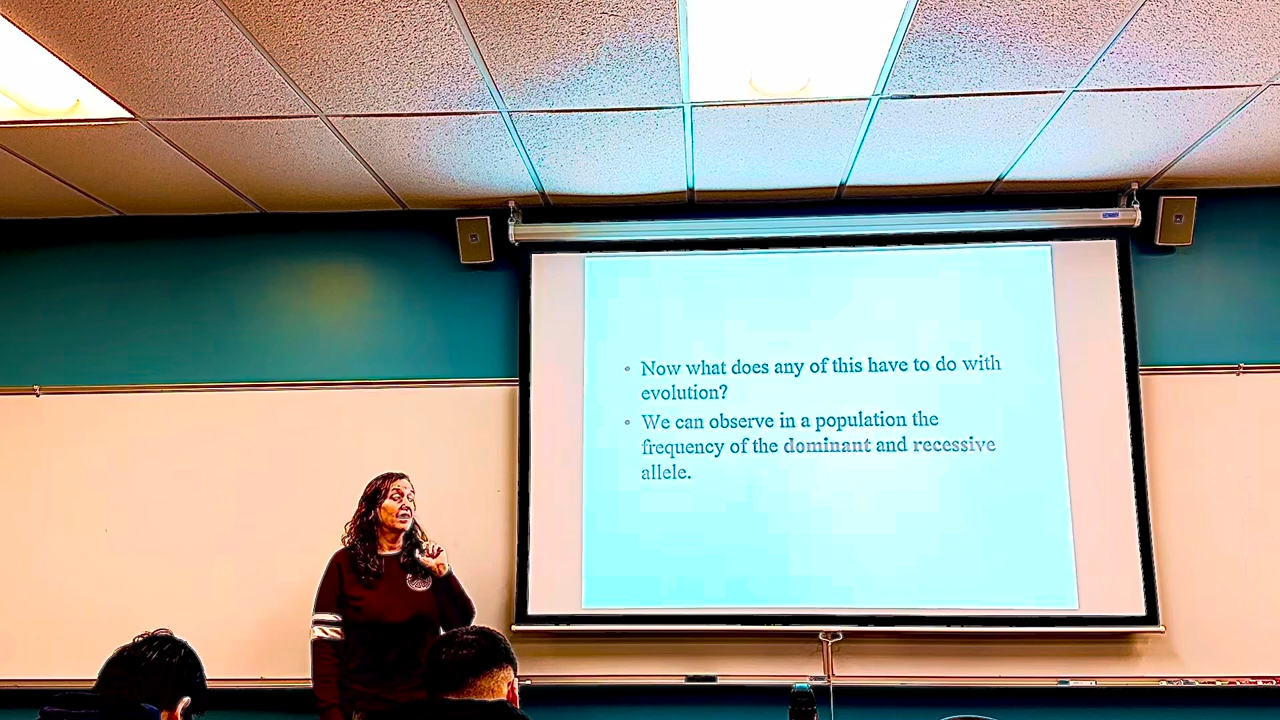 Now what does any of this have to do with
evolution?
We can observe in a population the
frequency of the dominant and recessive
allele.